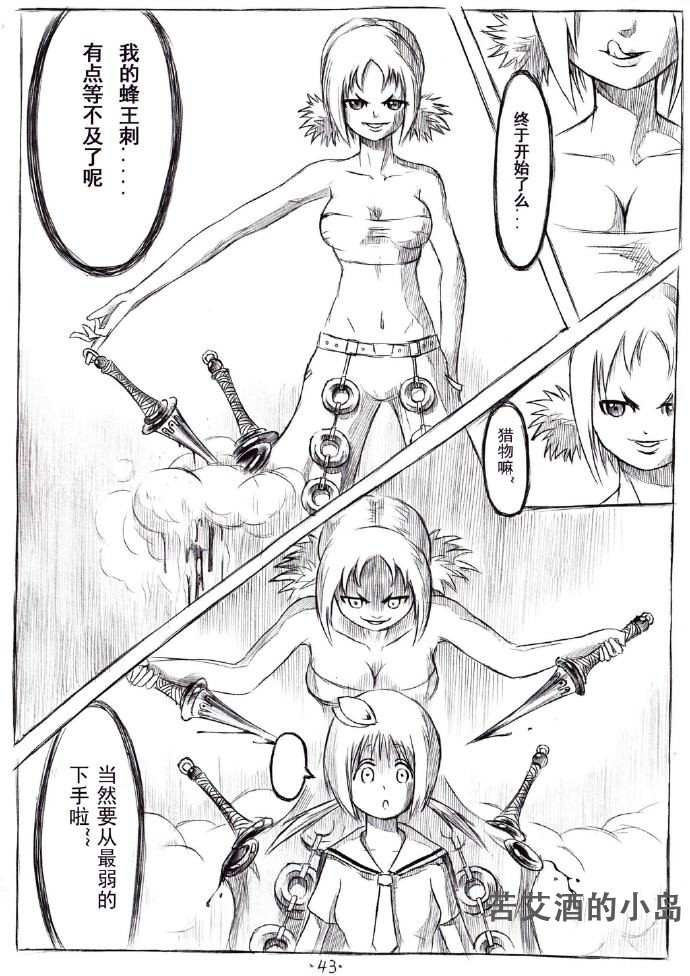 终于开始了么···
我的蜂王刺·····
有点等不及了呢
猎物嘛~
当然要从最弱的
下手啦~~
苦艾酒的小岛
·43·